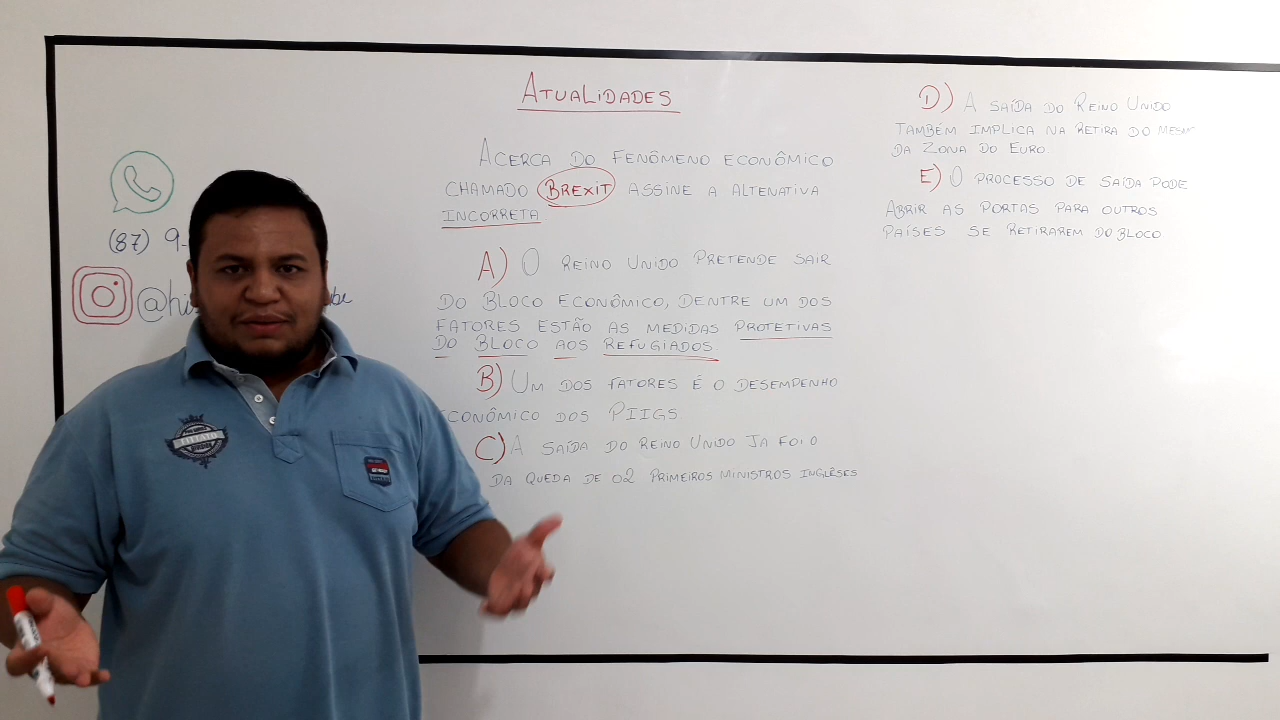 ATUALIDADES
ACERCA DO FENÔMENO ECONÔMICO
CHAMADO BREXIT ASSINE A ALTENATIVA
INCORRETA
A) O REINO UNIDO PRETENDE SAIR
DO BLOCO ECONÔMICO, DENTRE UM DOS
FATORES ESTÃO AS MEDIDAS PROTETIVAS
DO BLOCO AOS REFUGIADOS.
B) UM DOS FATORES É O DESEMPENHO
ECONÔMICO DOS PIIGS
C) A SAÍDA DO REINO UNIDO JA FOI O
DA QUEDA DE 02 PRIMEIROS MINISTROS INGLÊSES
D) A SAÍDA DO REINO UNIDO
TAMBÉM IMPLICA NA RETIRA DO MESMO
DA ZONA DO EURO.
E) O PROCESSO DE SAÍDA PODE
ABRIR AS PORTAS PARA OUTROS
PAÍSES SE RETIRAREM DO BLOCO
(87) 9
@hi